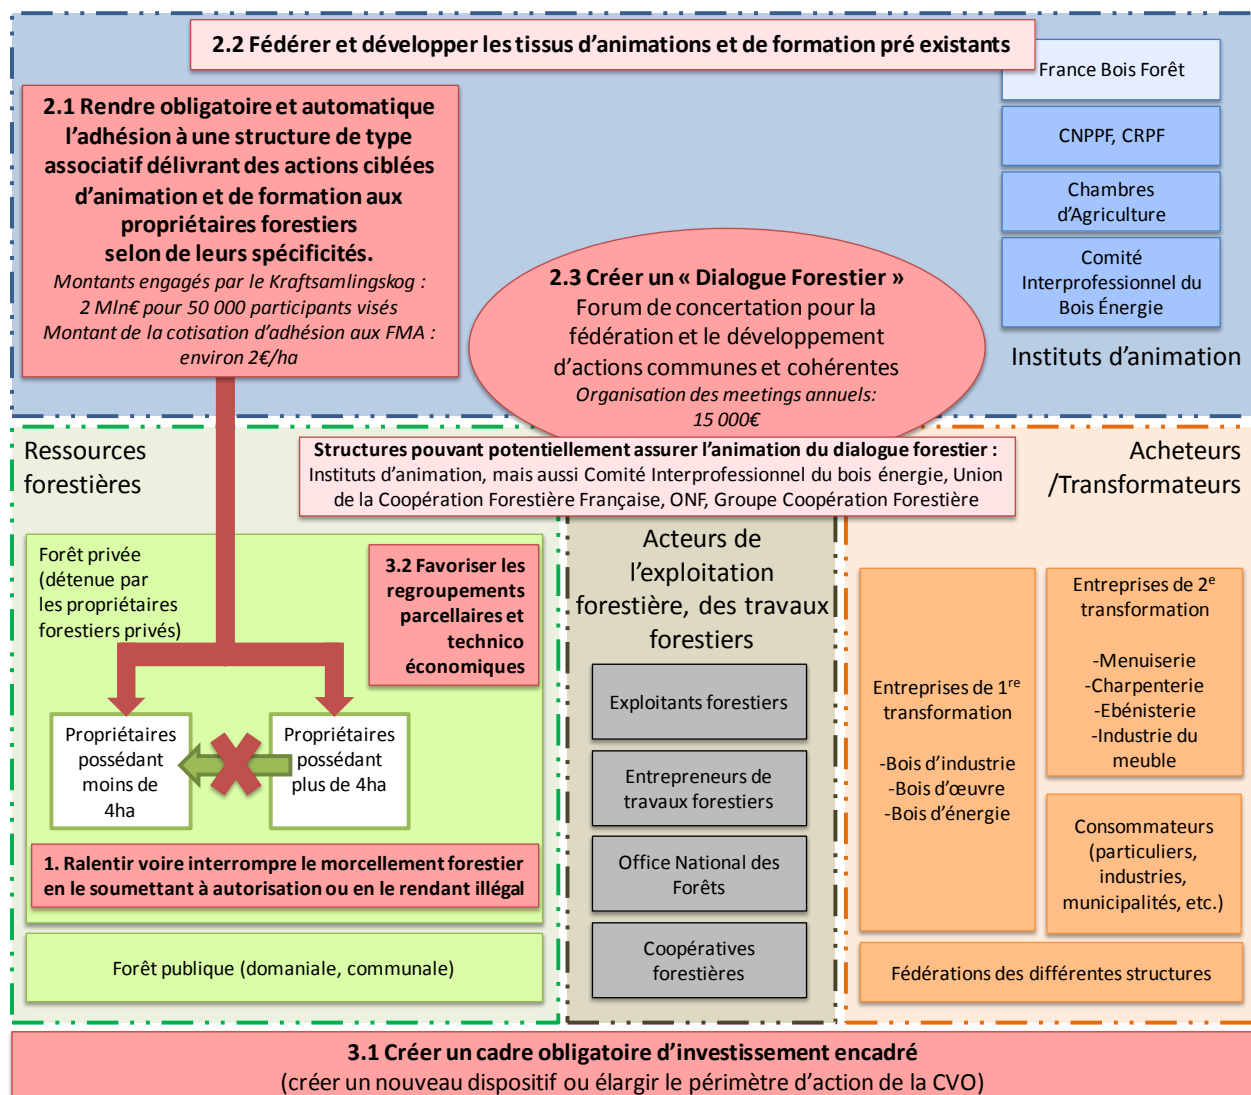 2.2 Fédérer et développer les tissus d'animations et de formation pré existants
France Bois Forêt
CNPPF, CRPF
Chambres
d'Agriculture
Comité
Interprofessionnel du
Bois Énergie
Instituts d'animation
2.1 Rendre obligatoire et automatique
l'adhésion à une structure de type
associatif délivrant des actions ciblées
d'animation et de formation aux
propriétaires forestiers
selon de leurs spécificités.
Montants engagés par le Kraftsamlingskog :
2 Mln€ pour 50 000 participants visés
Montant de la cotisation d'adhésion aux FMA :
environ 2€/ha
2.3 Créer un « Dialogue Forestier »
Forum de concertation pour la
fédération et le développement
d'actions communes et cohérentes
Organisation des meetings annuels:
15 000€
Structures pouvant potentiellement assurer l'animation du dialogue forestier :
Instituts d'animation, mais aussi Comité Interprofessionnel du bois énergie, Union
de la Coopération Forestière Française, ONF, Groupe Coopération Forestière
Ressources
forestières
Forêt privée
(détenue par
les propriétaires
forestiers privés)
3.2 Favoriser les
regroupements
parcellaires et
technico
économiques
Propriétaires
possédant
moins de
4ha
Propriétaires
possédant
plus de 4ha
1. Ralentir voire interrompre le morcellement forestier
en le soumettant à autorisation ou en le rendant illégal
Forêt publique (domaniale, communale)
Acteurs de
l'exploitation
forestière, des travaux
forestiers
Exploitants forestiers
Entrepreneurs de
travaux forestiers
Office National des
Forêts
Coopératives
forestières
Acheteurs
/Transformateurs
Entreprises de 1re
transformation
-Bois d'industrie
-Bois d'œuvre
-Bois d'énergie
Entreprises de 2e
transformation
-Menuiserie
-Charpenterie
-Ebénisterie
-Industrie du
meuble
Consommateurs
(particuliers,
industries,
municipalités, etc.)
Fédérations des différentes structures
3.1 Créer un cadre obligatoire d'investissement encadré
(créer un nouveau dispositif ou élargir le périmètre d'action de la CVO)